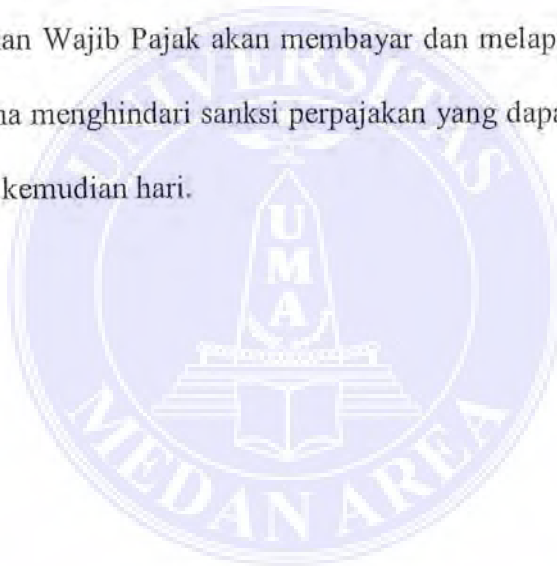 an Wajib Pajak akan membayar dan melap
na menghindari sanksi perpajakan yang dapa
kemudian hari.
UNIVERSITAS
UMA
MEDAN AREA